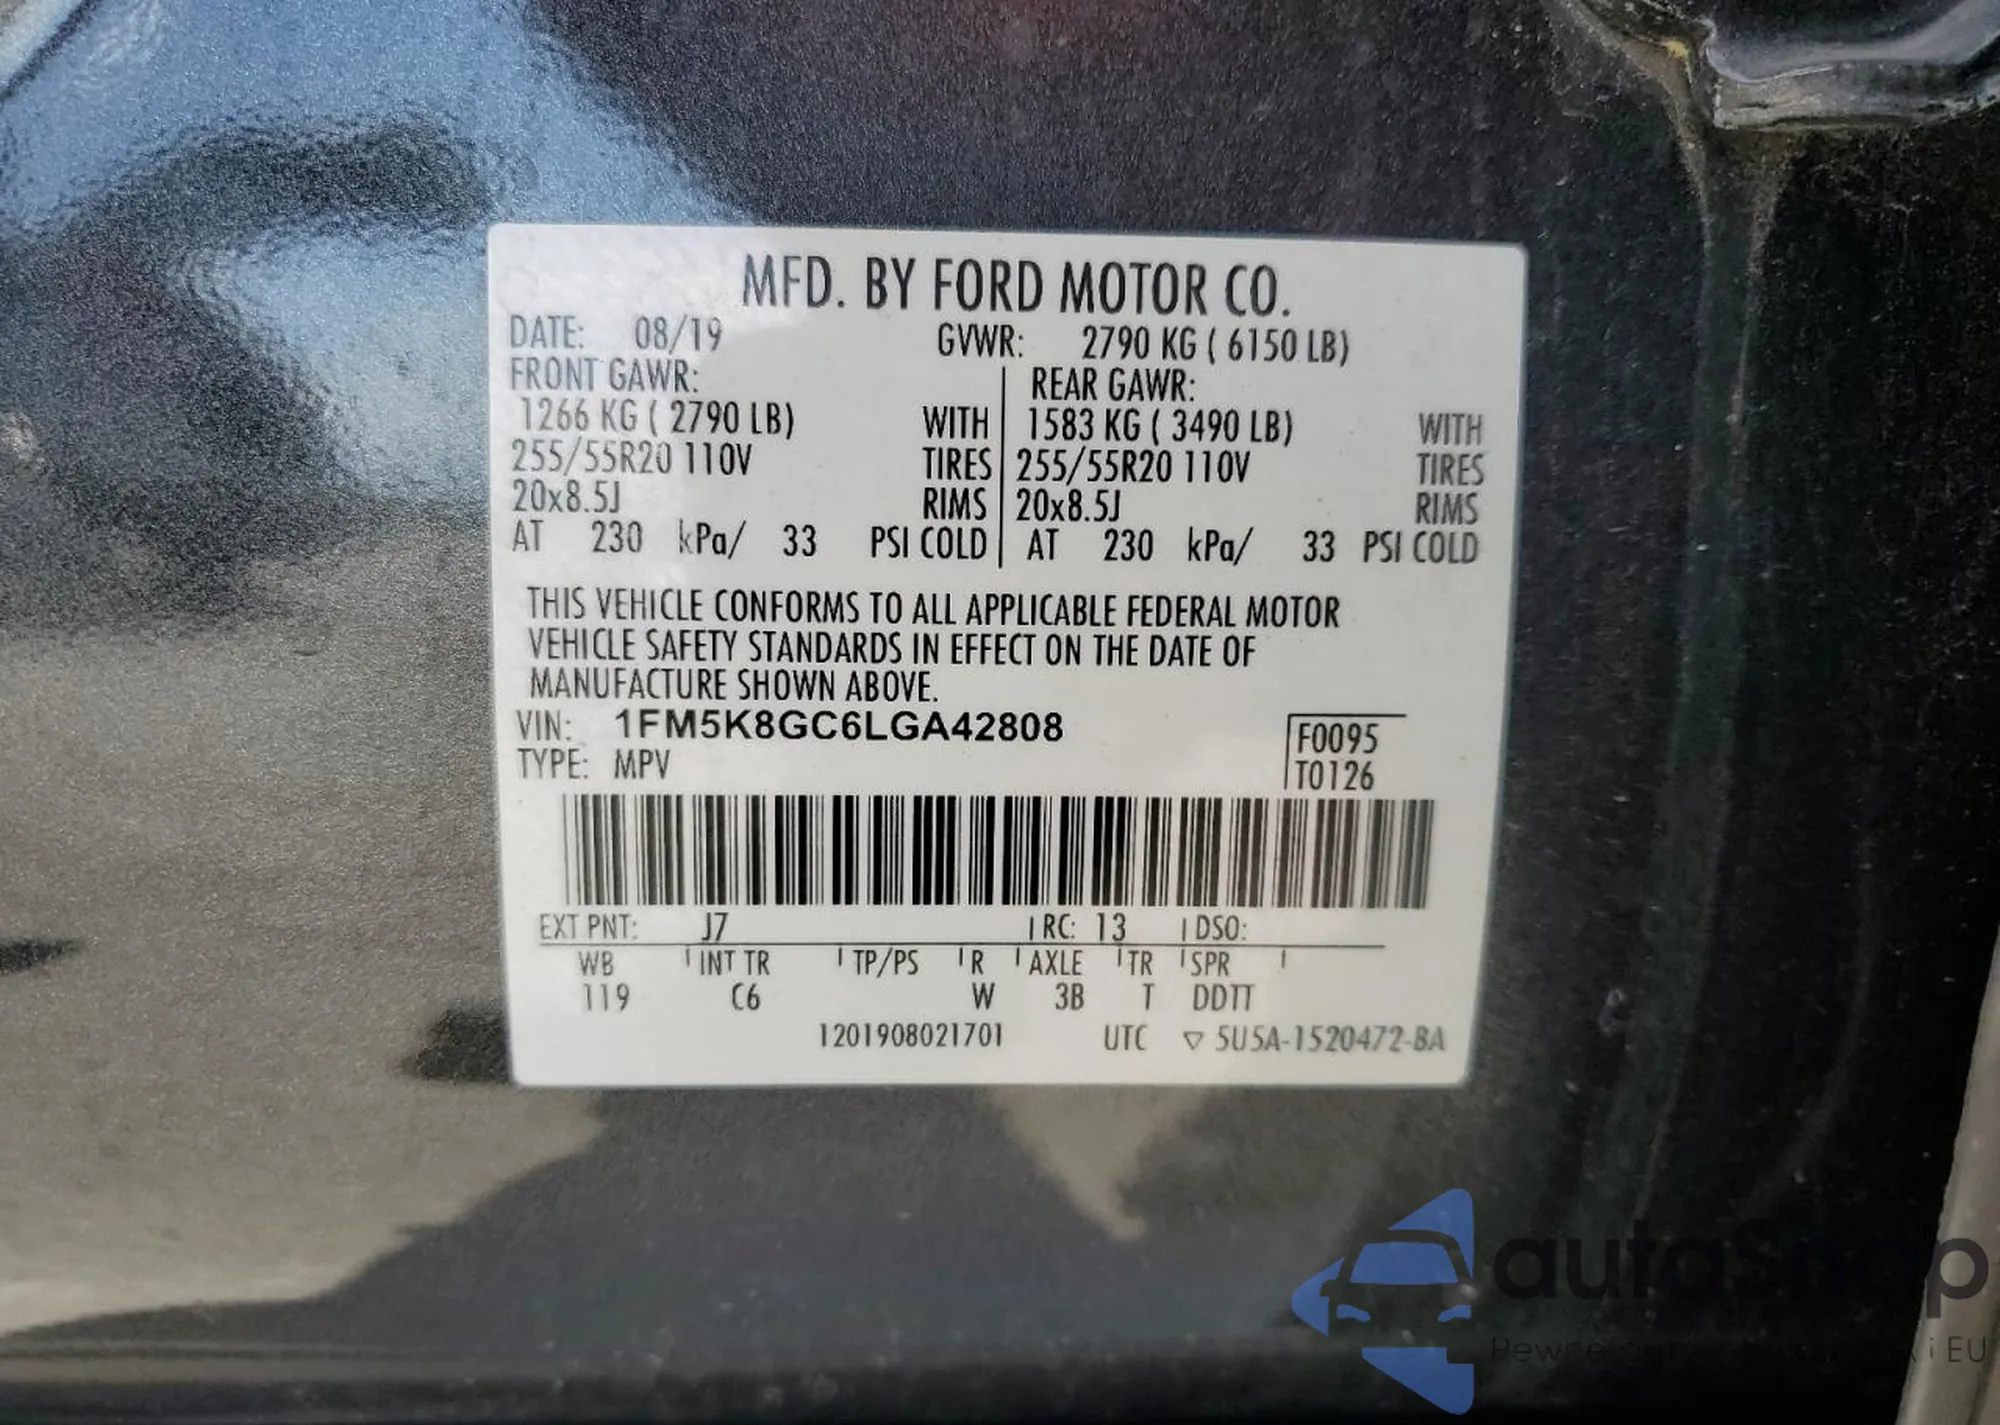 MFD. BY FORD MOTOR CO.
DATE: 08/19 GVWR: 2790 KG ( 6150 LB)
FRONT GAWR: REAR GAWR:
1266 KG ( 2790 LB) WITH 1583 KG ( 3490 LB) WITH
255/55R20 110V TIRES 255/55R20 110V TIRES
20x8.5J RIMS 20x8.5J RIMS
AT 230 kPa/ 33 PSI COLD AT 230 kPa/ 33 PSI COLD
THIS VEHICLE CONFORMS TO ALL APPLICABLE FEDERAL MOTOR
VEHICLE SAFETY STANDARDS IN EFFECT ON THE DATE OF
MANUFACTURE SHOWN ABOVE.
VIN: 1FM5K8GC6LGA42808 F0095
TYPE: MPV T0126
EXT PNT: J7 RC: 13 DSO:
WB INT TR TP/PS R AXLE TR SPR
119 C6 W 3B T DDTT
1201908021701 UTC ▽ 5U5A-1520472-BA
autaShop
i EU